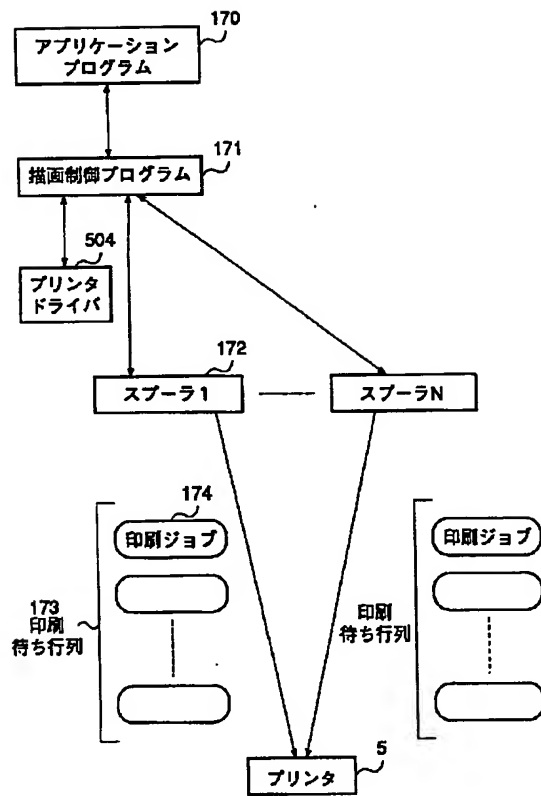 170
アプリケーション
プログラム
171
描画制御プログラム
504
プリンタ
ドライバ
172
スプーラ1
スプーラN
174
印刷ジョブ
173
印刷
待ち行列
印刷ジョブ
印刷
待ち行列
5
プリンタ